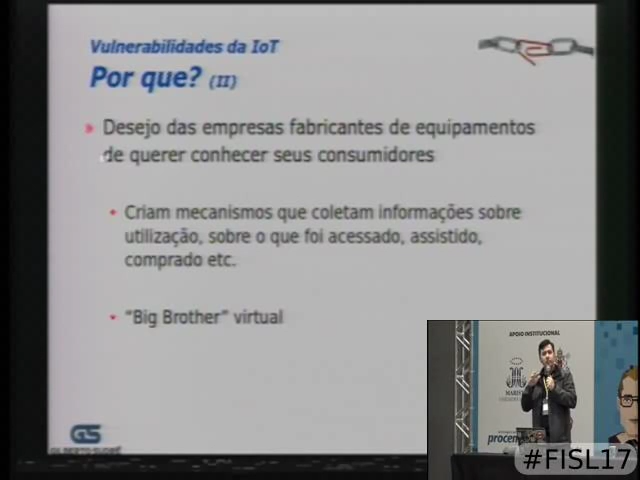 Vulnerabilidades da IoT
Por que? (II)
» Desejo das empresas fabricantes de equipamentos
de querer conhecer seus consumidores
• Criam mecanismos que coletam informações sobre
utilização, sobre o que foi acessado, assistido,
comprado etc.
• “Big Brother” virtual
GS
GILBERTO SUDRÉ
APOIO INSTITUCIONAL
#FISL17